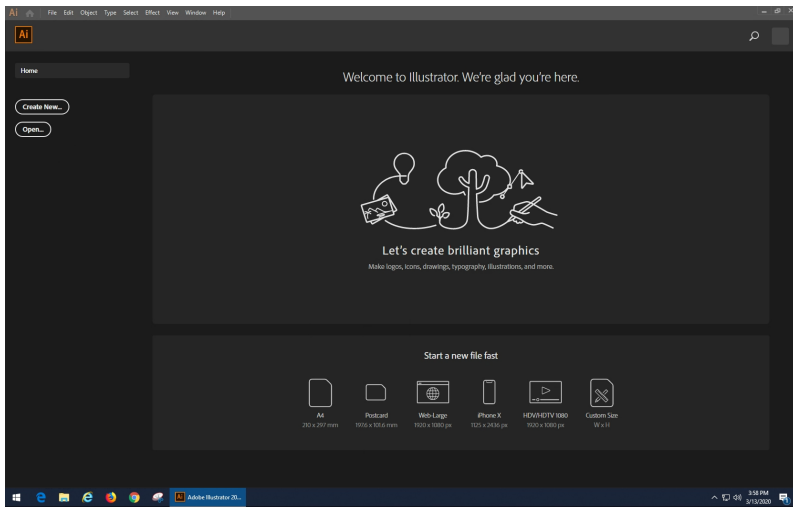 Ai File Edit Object Type Select Effect View Window Help
Ai
Home
Welcome to Illustrator. We're glad you're here.
Create New...
Open...
Let's create brilliant graphics
Make logos, icons, drawings, typography, illustrations, and more.
Start a new file fast
A4 Postcard Web-Large iPhone X HDV/HDTV 1080 Custom Size
210 x 297 mm 197.6 x 101.6 mm 1920 x 1080 px 1125 x 2436 px 1920 x 1080 px W x H
Ai Adobe Illustrator 20...
3:58 PM
3/13/2020